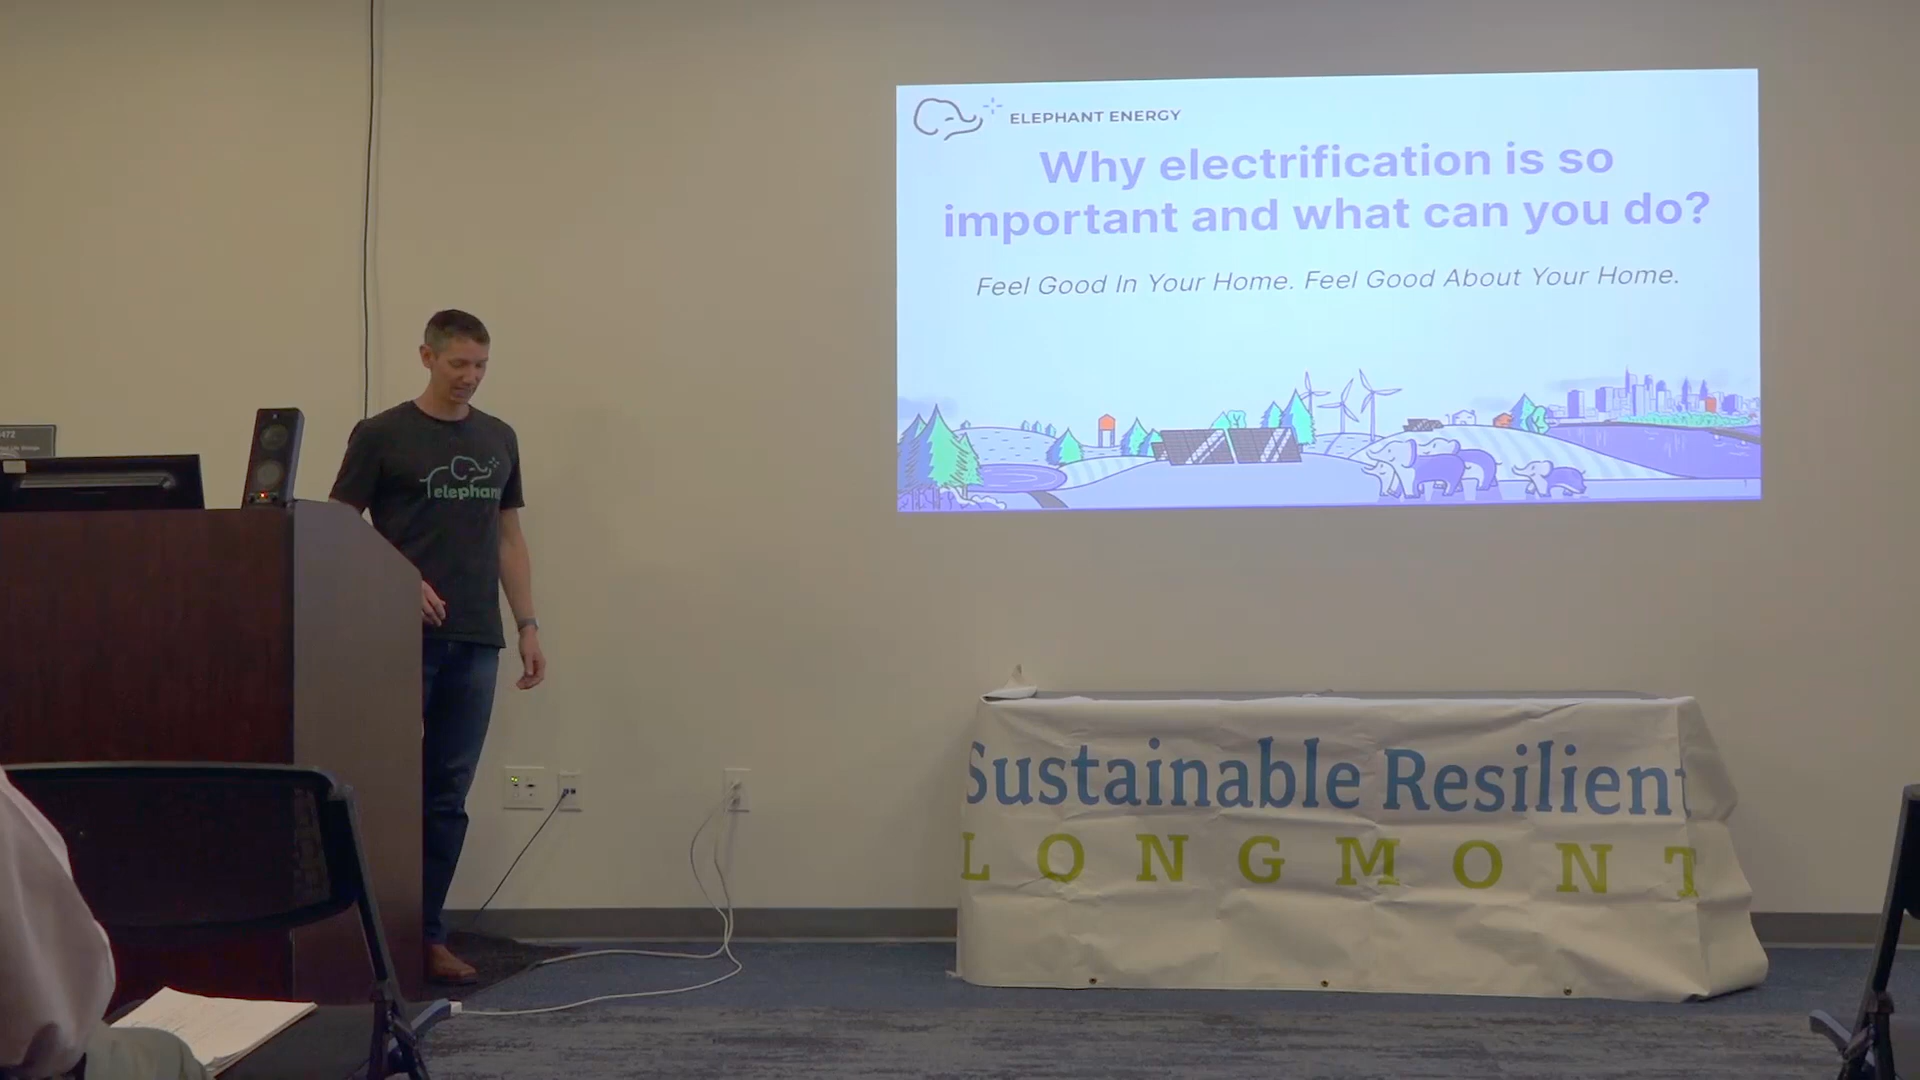 ELEPHANT ENERGY
Why electrification is so
important and what can you do?
Feel Good In Your Home. Feel Good About Your Home.
472
elephant
Sustainable Resilient
LONGMONT